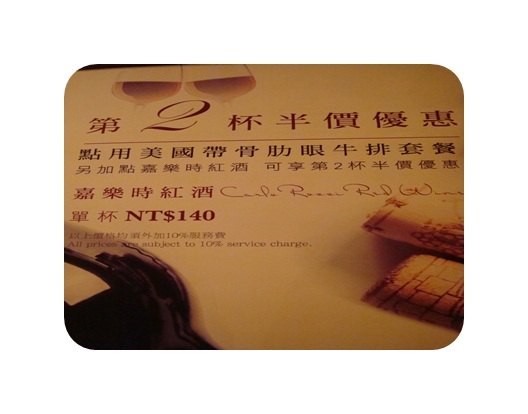 第2杯半價優惠
點用美國帶骨肋眼牛排套餐
另加點嘉樂時紅酒 可享第2杯半價優惠
嘉樂時紅酒 Carlo Rossi Red Wine
單杯 NT$140
以上價格均須外加10%服務費
All prices are subject to 10% service charge.